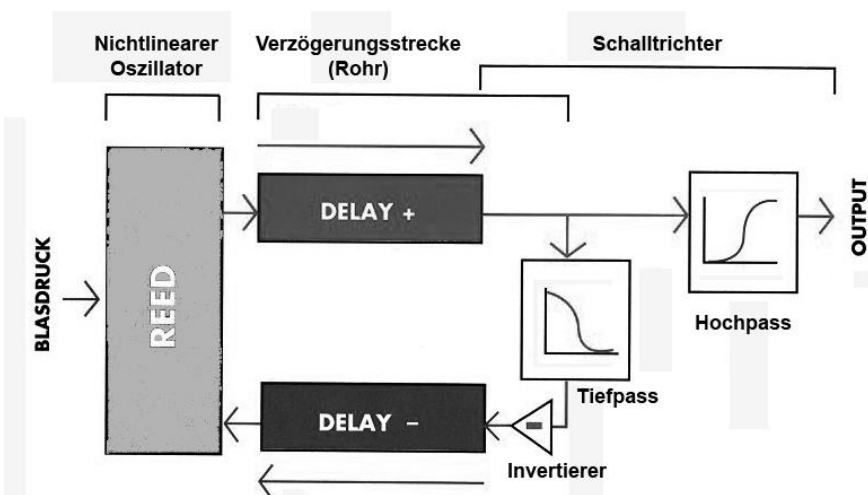 Nichtlinearer
Oszillator
Verzögerungsstrecke
(Rohr)
Schalltrichter
BLASDRUCK
REED
DELAY +
DELAY −
Tiefpass
Invertierer
Hochpass
OUTPUT